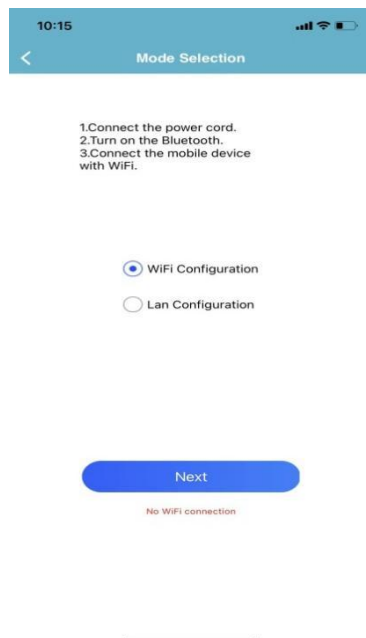 10:15
Mode Selection
1.Connect the power cord.
2.Turn on the Bluetooth.
3.Connect the mobile device
with WiFi.
WiFi Configuration
Lan Configuration
Next
No WiFi connection